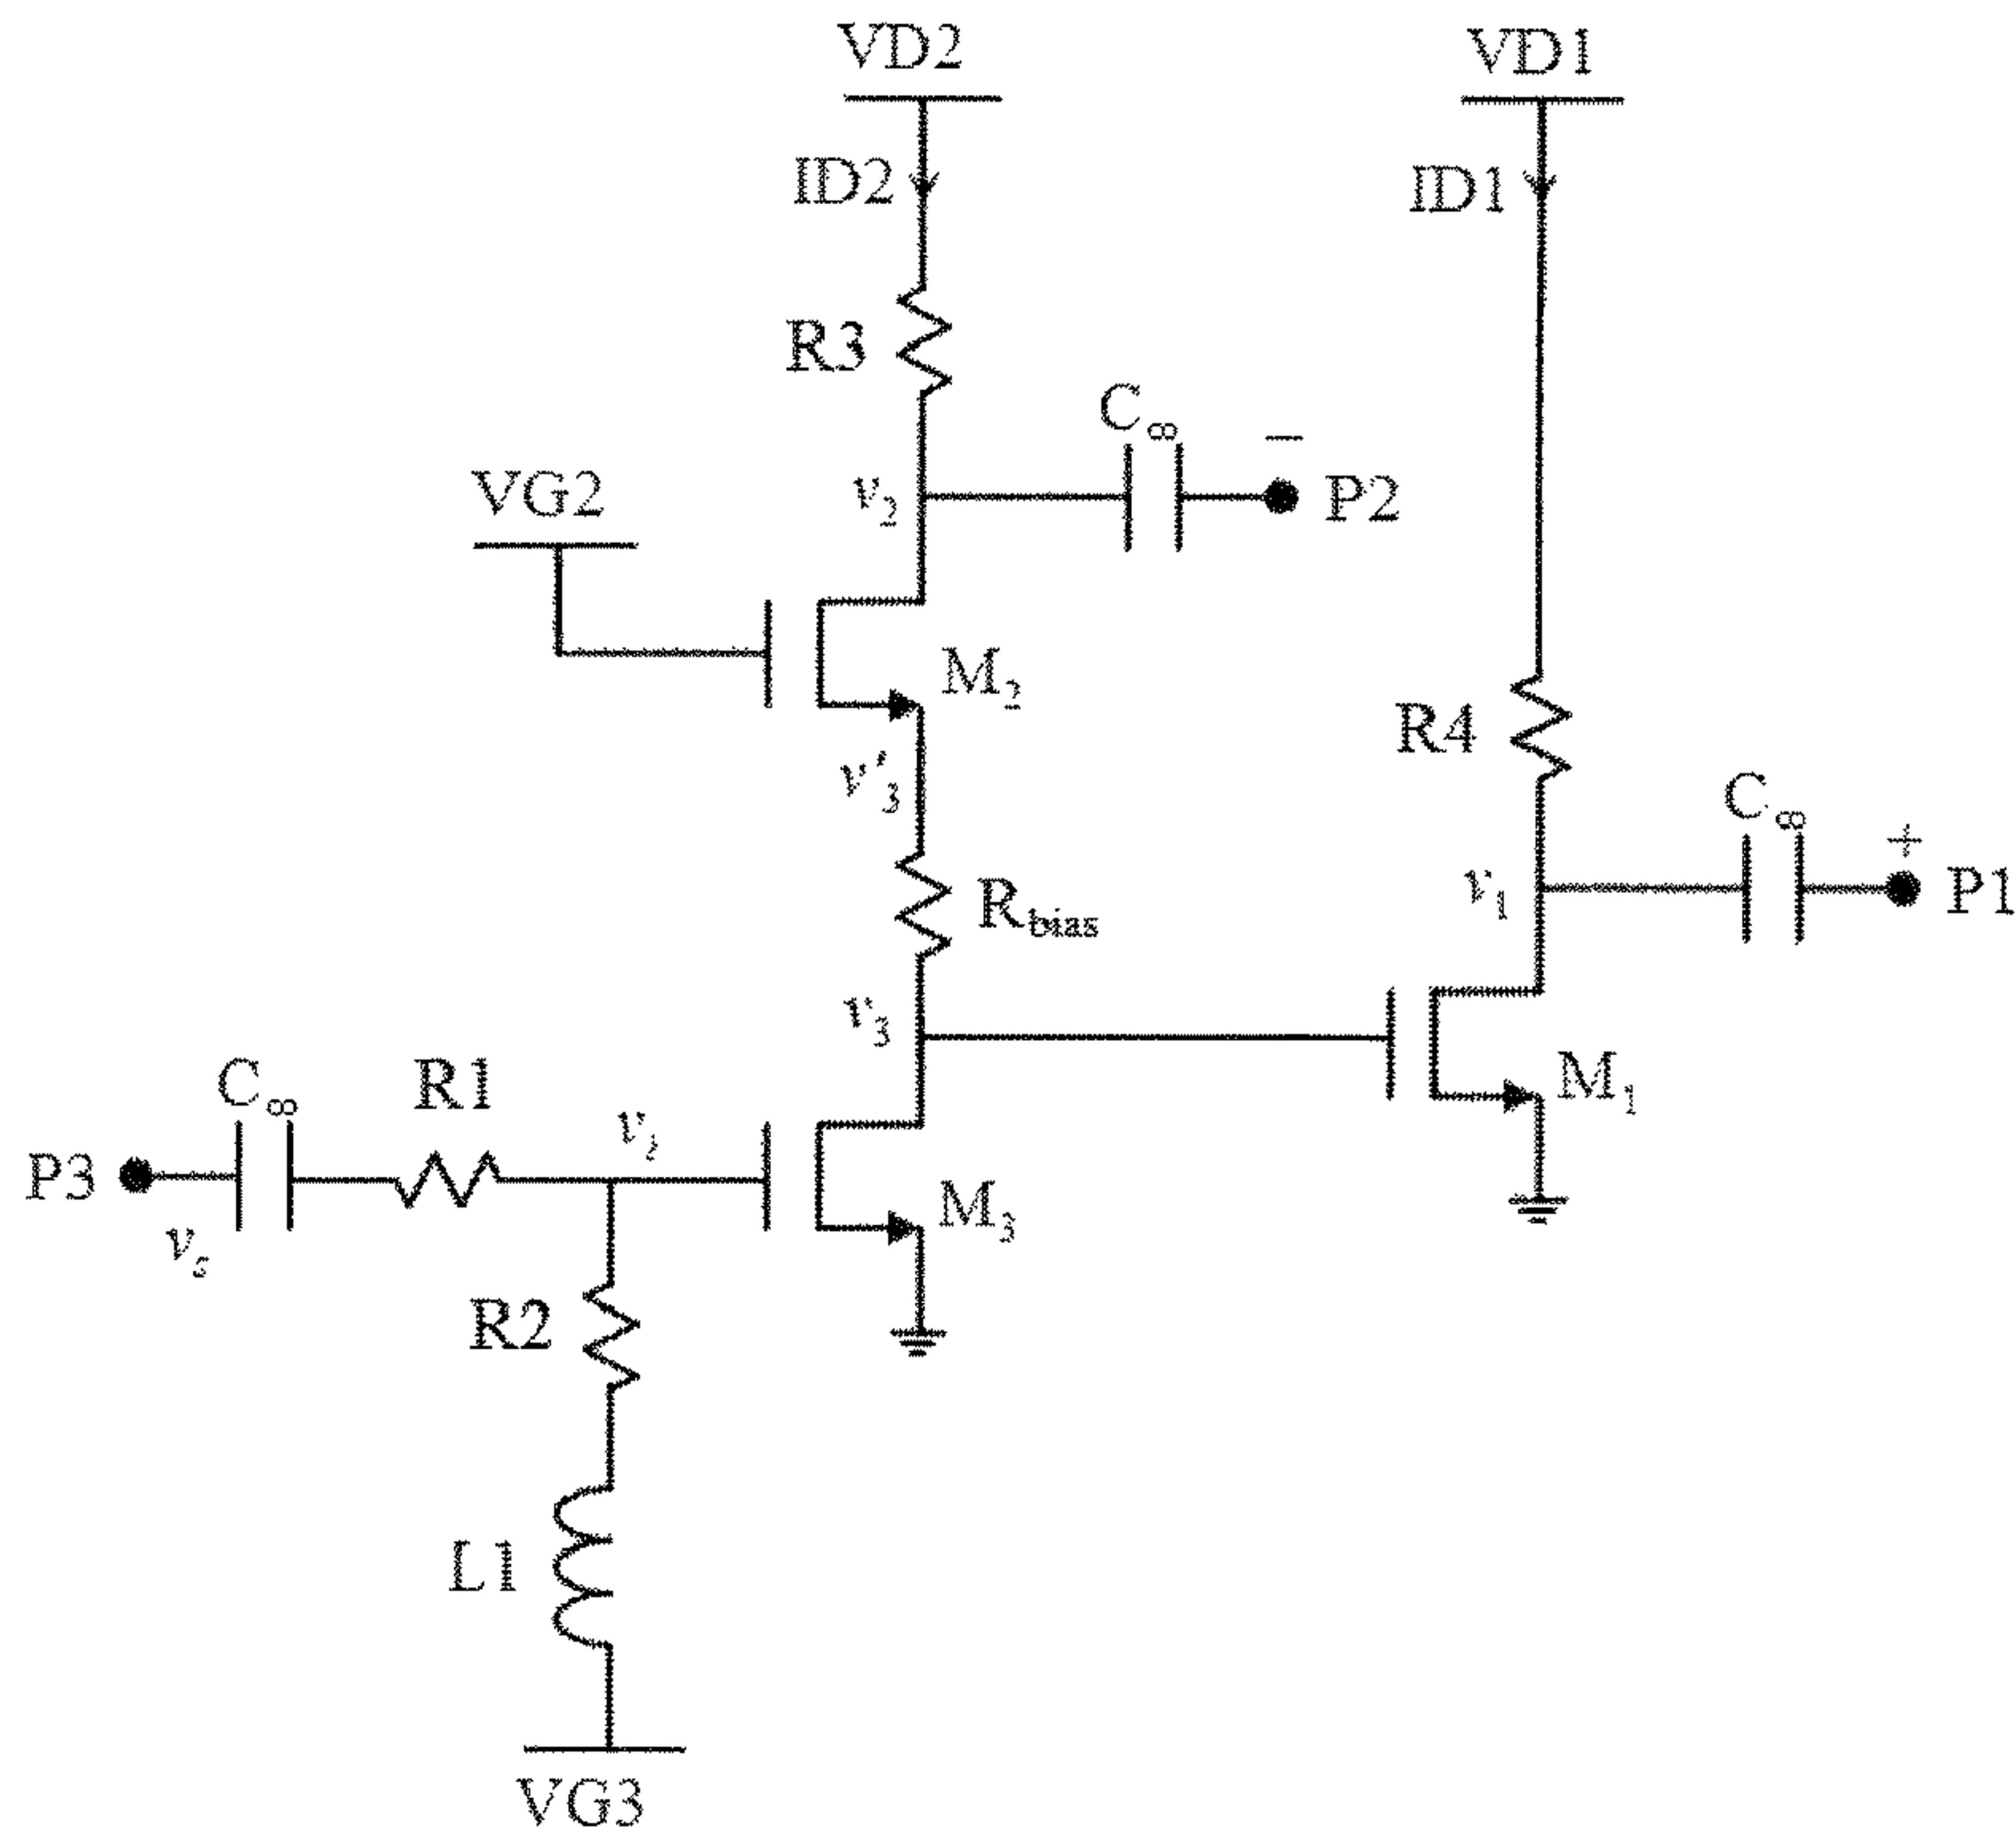 VD2
VD1
ID2
ID1
R3
C∞
−
P2
v₂
VG2
M₂
R4
C∞
+
P1
v'₃
v₁
Rbias
v₃
M₁
C∞
R1
vᵢ
P3
vs
M₃
R2
L1
VG3